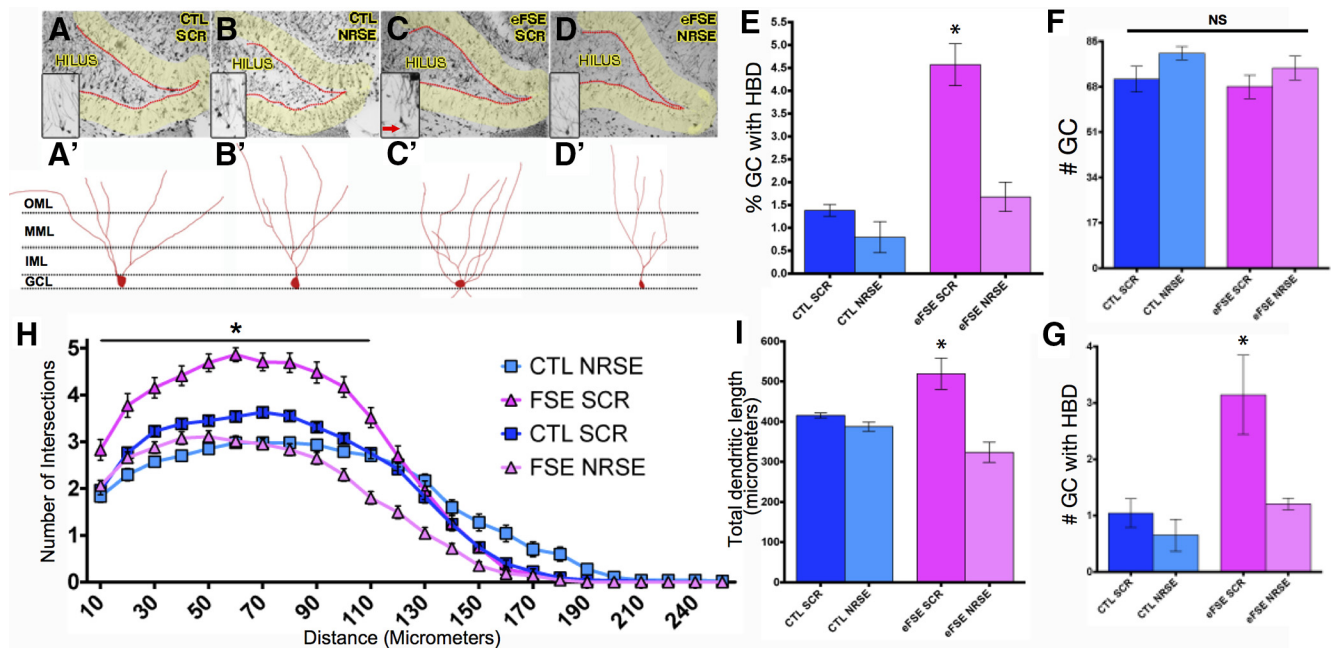 A
CTL
SCR
HILUS
B
CTL
NRSE
HILUS
C
eFSE
SCR
HILUS
D
eFSE
NRSE
HILUS
A'
B'
C'
D'
OML
MML
IML
GCL
E
% GC with HBD
5.5
5.0
4.5
4.0
3.5
3.0
2.5
2.0
1.5
1.0
0.5
0.0
*
CTL SCR
CTL NRSE
eFSE SCR
eFSE NRSE
F
NS
# GC
85
68
51
34
17
0
CTL SCR
CTL NRSE
eFSE SCR
eFSE NRSE
H
*
Number of Intersections
5
4
3
2
1
0
10 30 50 70 90 110 130 150 170 190 210 240
Distance (Micrometers)
CTL NRSE
FSE SCR
CTL SCR
FSE NRSE
I
Total dendritic length
(micrometers)
600
500
400
300
200
100
0
*
CTL SCR
CTL NRSE
eFSE SCR
eFSE NRSE
G
# GC with HBD
4
3
2
1
0
*
CTL SCR
CTL NRSE
eFSE SCR
eFSE NRSE